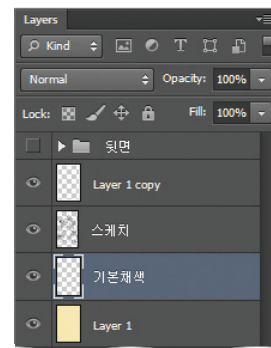 Layers
Kind
Normal Opacity: 100%
Lock: Fill: 100%
뒷면
Layer 1 copy
스케치
기본채색
Layer 1